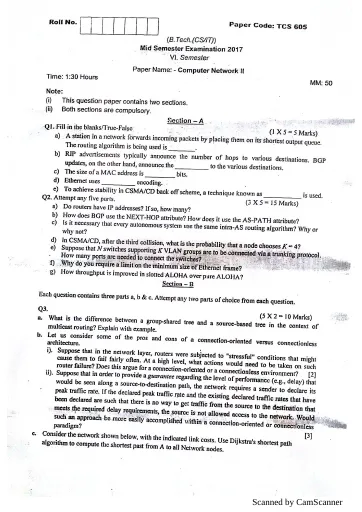 Roll No.
Paper Code: TCS 605
(B.Tech.(CS/IT))
Mid Semester Examination 2017
VI. Semester
Paper Name: - Computer Network II
Time: 1:30 Hours
MM: 50
Note:
(i) This question paper contains two sections.
(ii) Both sections are compulsory.
Section – A
Q1. Fill in the blanks/True-False (1 X 5 = 5 Marks)
a) A station in a network forwards incoming packets by placing them on its shortest output queue.
The routing algorithm is being used is ________.
b) RIP advertisements typically announce the number of hops to various destinations. BGP
updates, on the other hand, announce the ________ to the various destinations.
c) The size of a MAC address is ________ bits.
d) Ethernet uses ________ encoding.
e) To achieve stability in CSMA/CD back off scheme, a technique known as ________ is used.
Q2. Attempt any five parts. (3 X 5 = 15 Marks)
a) Do routers have IP addresses? If so, how many?
b) How does BGP use the NEXT-HOP attribute? How does it use the AS-PATH attribute?
c) Is it necessary that every autonomous system use the same intra-AS routing algorithm? Why or
why not?
d) In CSMA/CD, after the third collision, what is the probability that a node chooses K = 4?
e) Suppose that N switches supporting K VLAN groups are to be connected via a trunking protocol.
How many ports are needed to connect the switches?
f) Why do you require a limit on the minimum size of Ethernet frame?
g) How throughput is improved in slotted ALOHA over pure ALOHA?
Section – B
Each question contains three parts a, b & c. Attempt any two parts of choice from each question.
Q3. (5 X 2 = 10 Marks)
a. What is the difference between a group-shared tree and a source-based tree in the context of
multicast routing? Explain with example.
b. Let us consider some of the pros and cons of a connection-oriented versus connectionless
architecture.
i). Suppose that in the network layer, routers were subjected to "stressful" conditions that might
cause them to fail fairly often. At a high level, what actions would need to be taken on such
router failure? Does this argue for a connection-oriented or a connectionless environment? [2]
ii). Suppose that in order to provide a guarantee regarding the level of performance (e.g., delay) that
would be seen along a source-to-destination path, the network requires a sender to declare its
peak traffic rate. If the declared peak traffic rate and the existing declared traffic rates that have
been declared are such that there is no way to get traffic from the source to the destination that
meets the required delay requirements, the source is not allowed access to the network. Would
such an approach be more easily accomplished within a connection-oriented or connectionless
paradigm? [3]
c. Consider the network shown below, with the indicated link costs. Use Dijkstra's shortest path
algorithm to compute the shortest past from A to all Network nodes.
Scanned by CamScanner